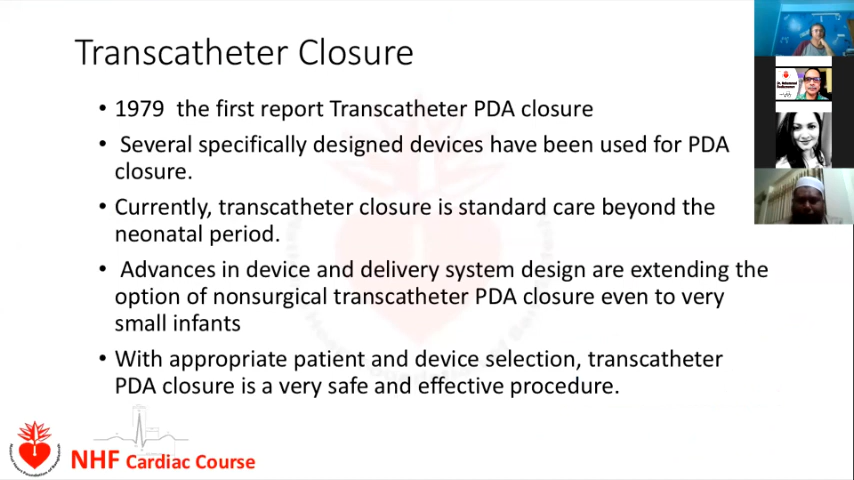 Transcatheter Closure
• 1979 the first report Transcatheter PDA closure
• Several specifically designed devices have been used for PDA
closure.
• Currently, transcatheter closure is standard care beyond the
neonatal period.
• Advances in device and delivery system design are extending the
option of nonsurgical transcatheter PDA closure even to very
small infants
• With appropriate patient and device selection, transcatheter
PDA closure is a very safe and effective procedure.
NHF Cardiac Course